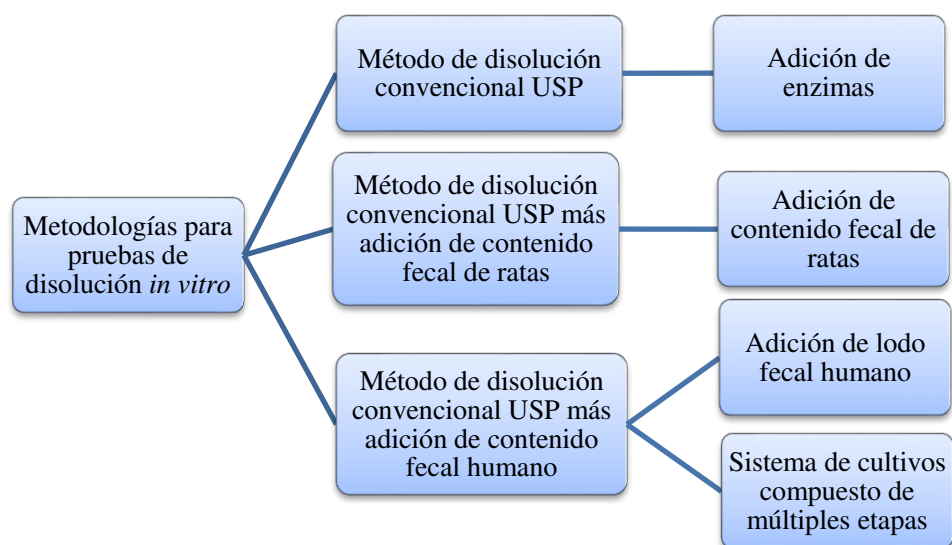 Metodologías para
pruebas de
disolución in vitro
Método de disolución
convencional USP
Adición de
enzimas
Método de disolución
convencional USP más
adición de contenido
fecal de ratas
Adición de
contenido fecal de
ratas
Método de disolución
convencional USP más
adición de contenido
fecal humano
Adición de lodo
fecal humano
Sistema de cultivos
compuesto de
múltiples etapas